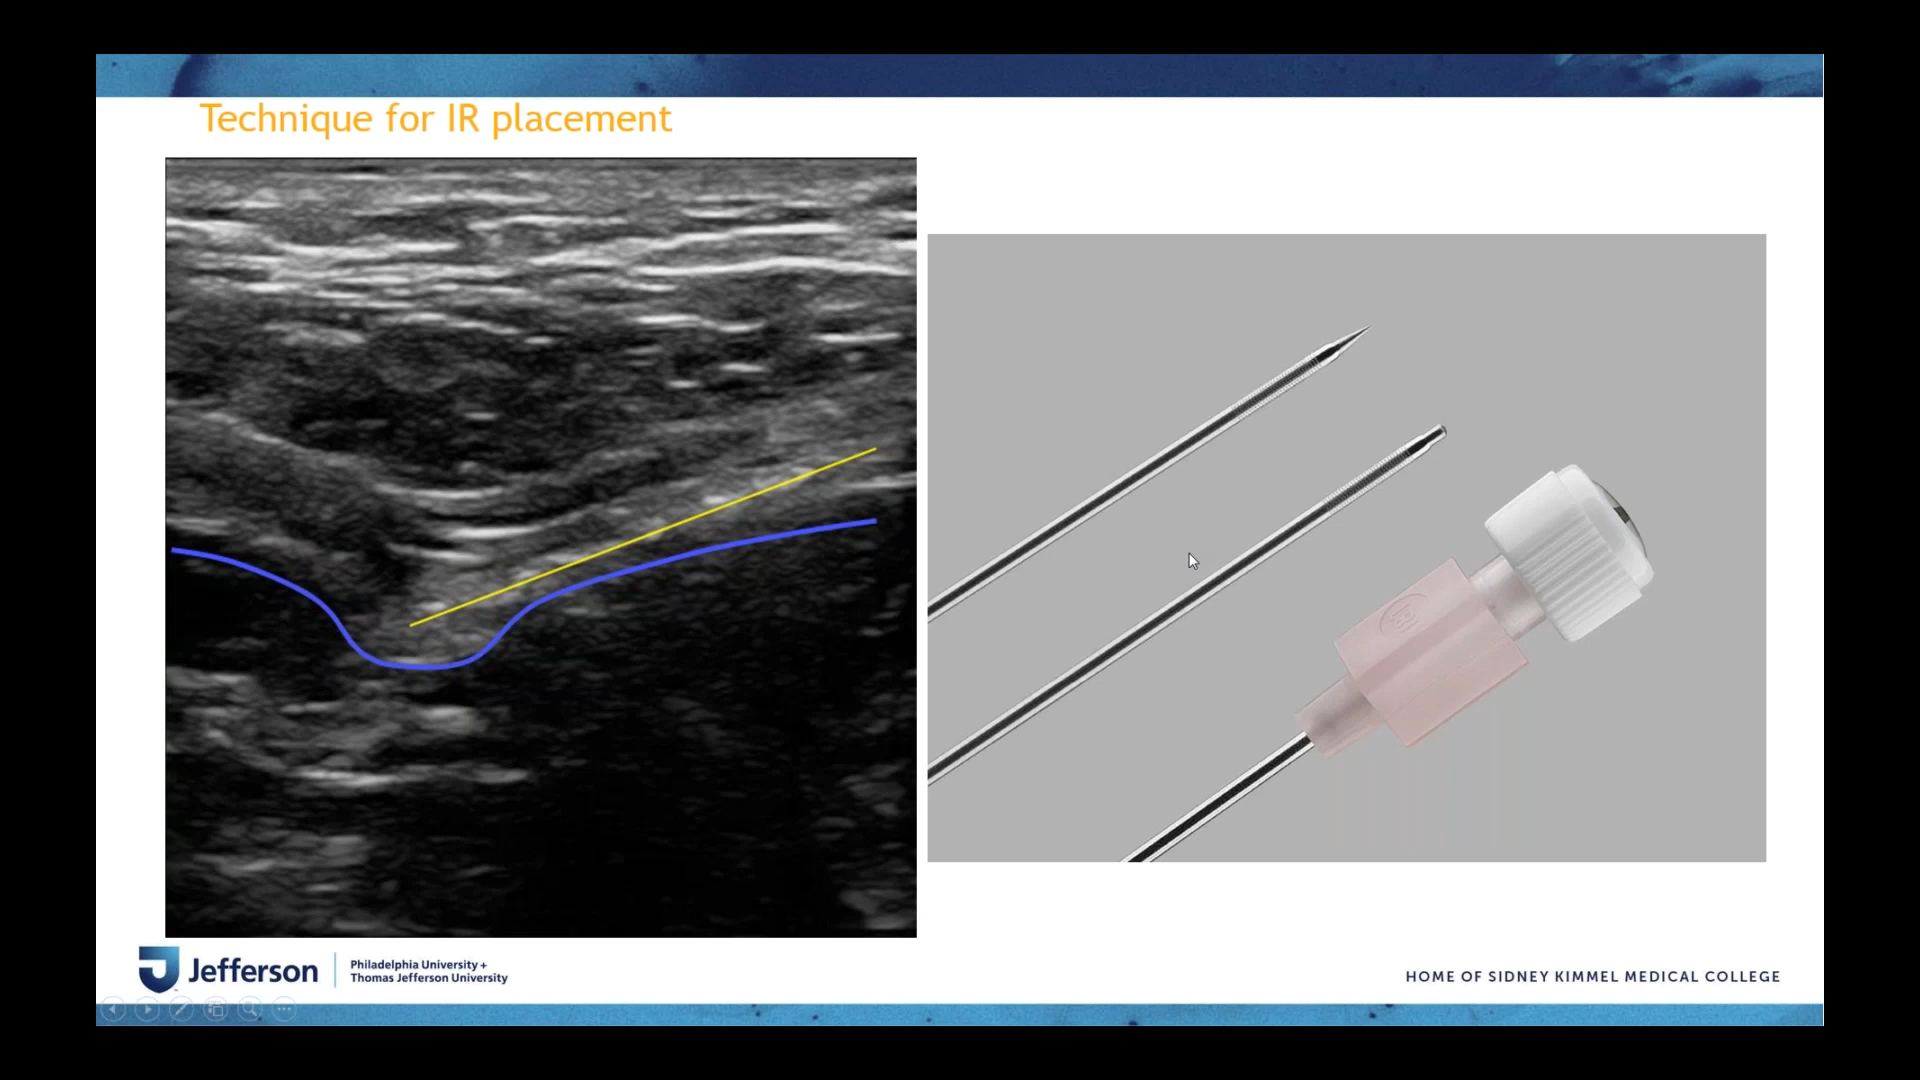 Technique for IR placement
Jefferson
Philadelphia University +
Thomas Jefferson University
HOME OF SIDNEY KIMMEL MEDICAL COLLEGE